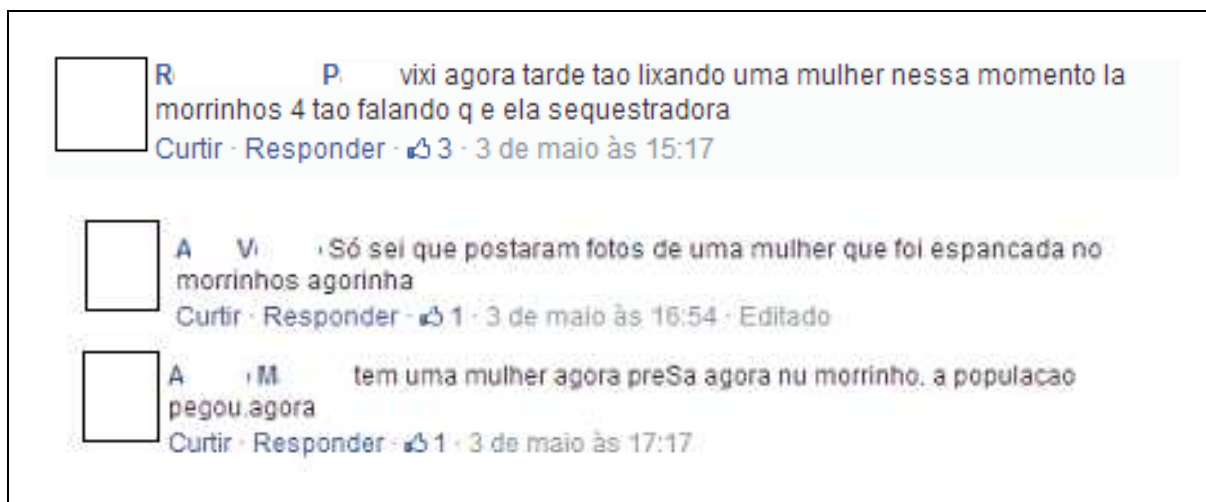 R P vixi agora tarde tao lixando uma mulher nessa momento la
morrinhos 4 tao falando q e ela sequestradora
Curtir · Responder · 3 · 3 de maio às 15:17
A V Só sei que postaram fotos de uma mulher que foi espancada no
morrinhos agorinha
Curtir · Responder · 1 · 3 de maio às 16:54 · Editado
A M tem uma mulher agora preSa agora nu morrinho. a populacao
pegou.agora
Curtir · Responder · 1 · 3 de maio às 17:17